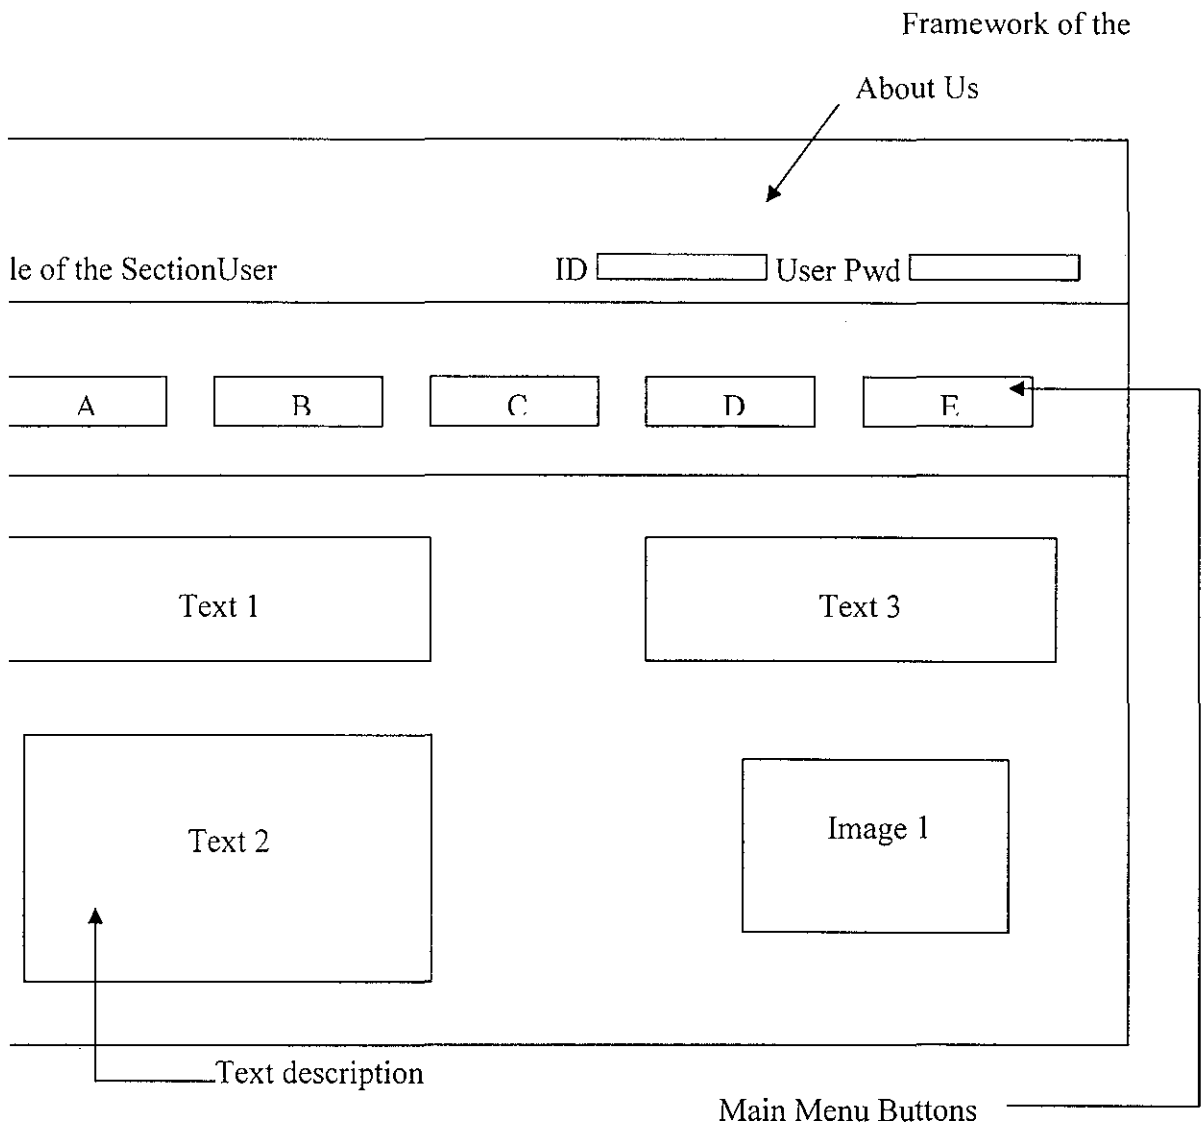 Framework of the
About Us
le of the SectionUser ID User Pwd
A B C D E
Text 1 Text 3
Text 2 Image 1
Text description
Main Menu Buttons